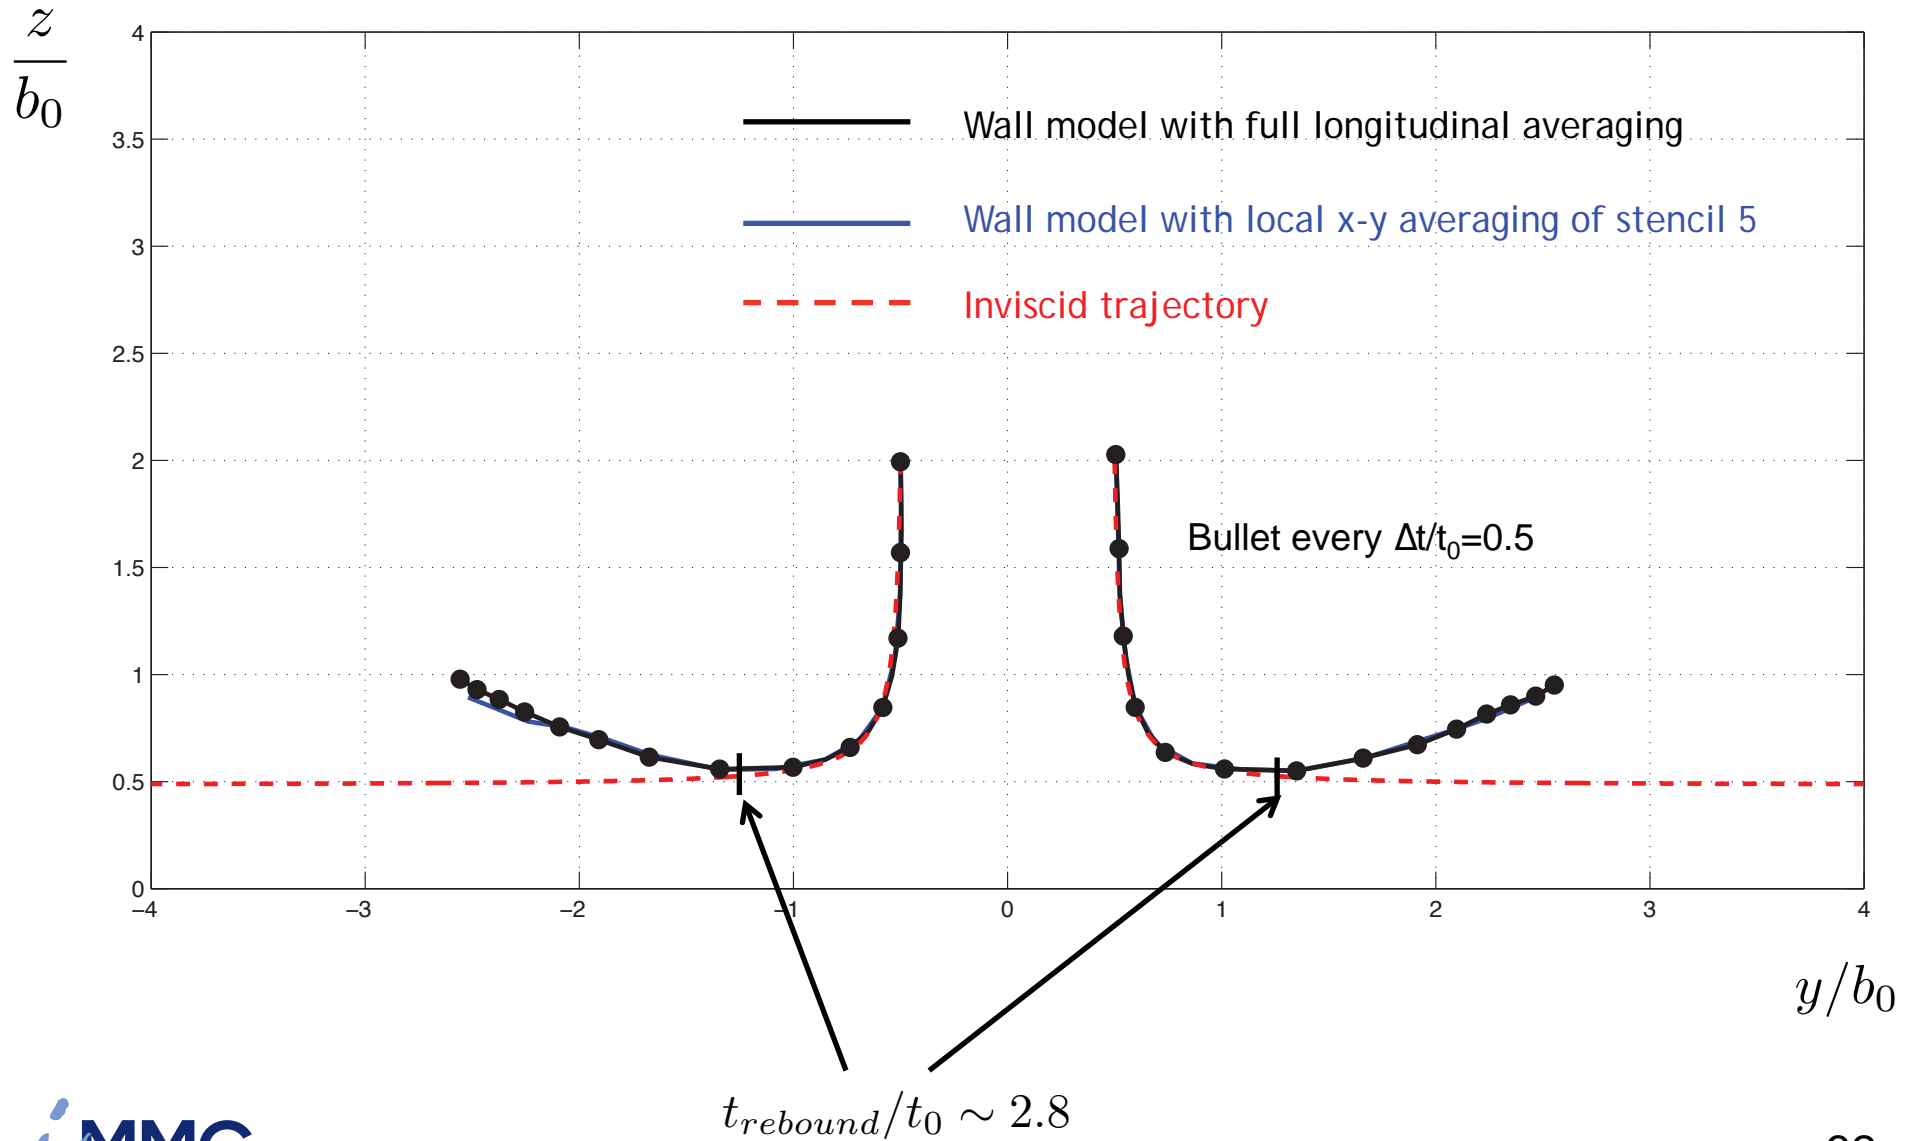 z
b0
4
3.5
3
2.5
2
1.5
1
0.5
0
Wall model with full longitudinal averaging
Wall model with local x-y averaging of stencil 5
Inviscid trajectory
Bullet every Δt/t0=0.5
−4 −3 −2 −1 0 1 2 3 4
y/b0
trebound/t0 ∼ 2.8